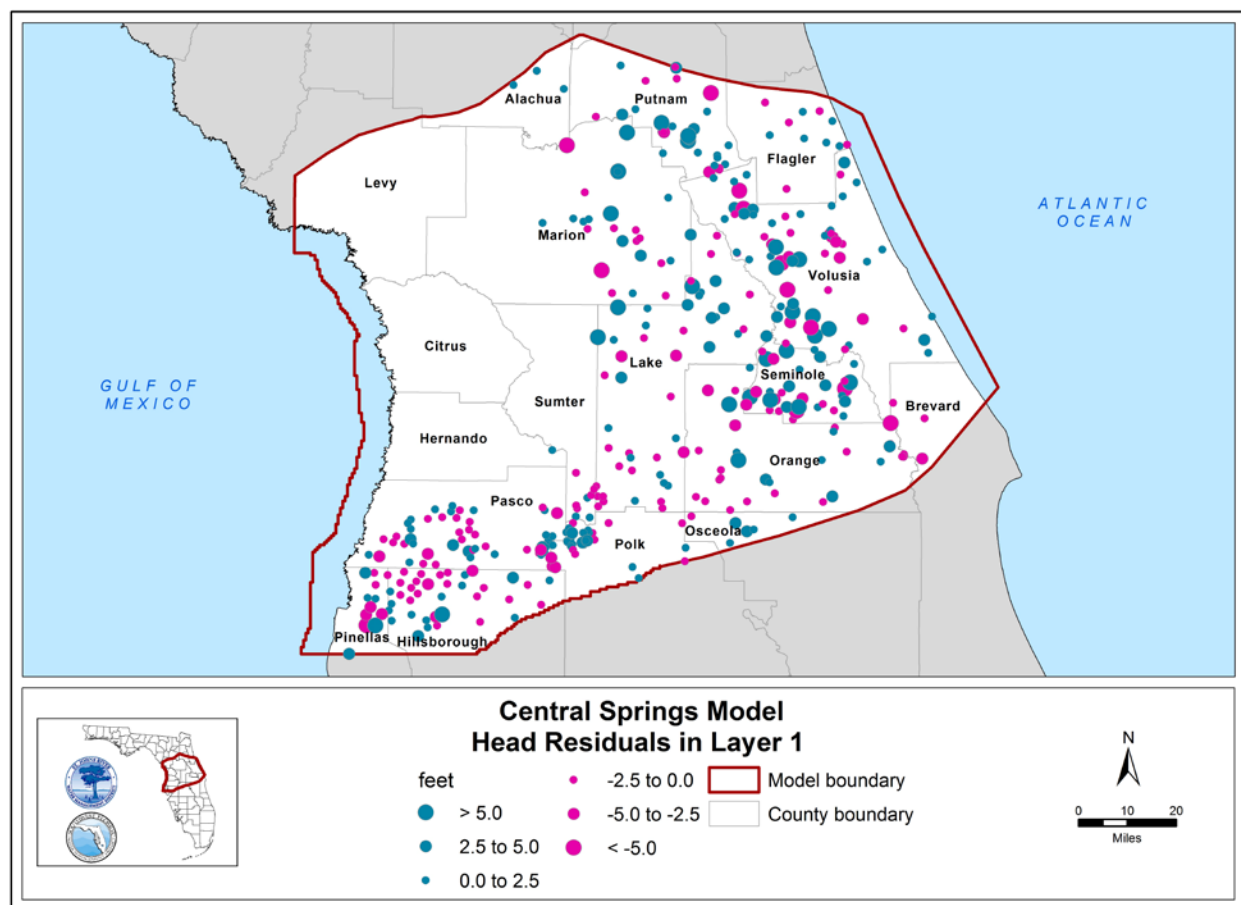 Alachua
Putnam
Flagler
Levy
Marion
ATLANTIC
OCEAN
Volusia
Citrus
Lake
GULF OF
MEXICO
Seminole
Sumter
Brevard
Hernando
Orange
Pasco
Osceola
Polk
Pinellas
Hillsborough
Central Springs Model
Head Residuals in Layer 1
feet
> 5.0
2.5 to 5.0
0.0 to 2.5
-2.5 to 0.0
-5.0 to -2.5
< -5.0
Model boundary
County boundary
N
0 10 20
Miles